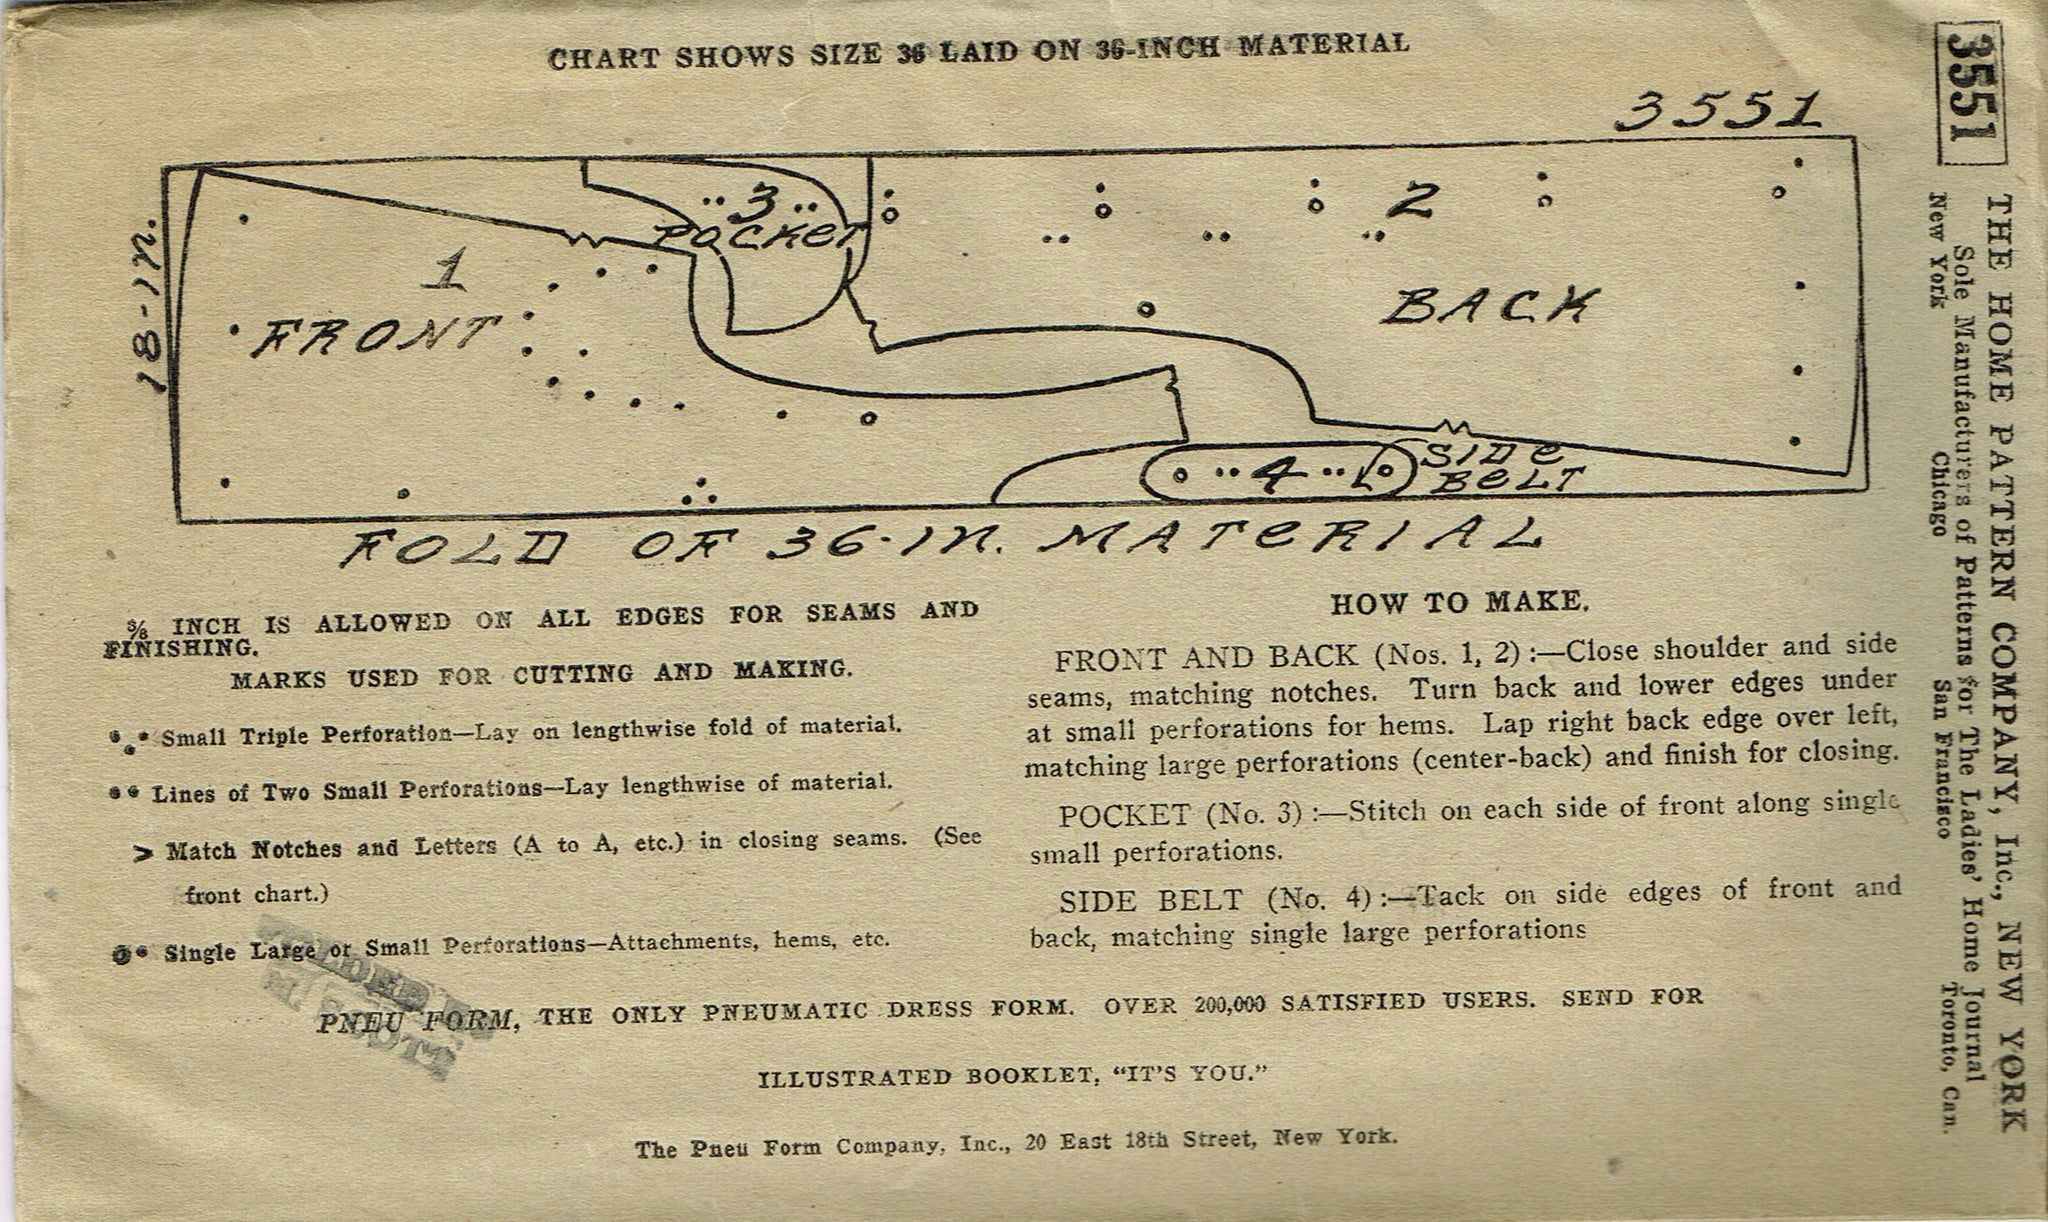 CHART SHOWS SIZE 36 LAID ON 36-INCH MATERIAL
3551
18-IN.
1
FRONT
3
POCKET
2
BACK
4
SIDE
BELT
FOLD OF 36-IN. MATERIAL
⅜ INCH IS ALLOWED ON ALL EDGES FOR SEAMS AND
FINISHING.
MARKS USED FOR CUTTING AND MAKING.
Small Triple Perforation—Lay on lengthwise fold of material.
Lines of Two Small Perforations—Lay lengthwise of material.
> Match Notches and Letters (A to A, etc.) in closing seams. (See
front chart.)
Single Large or Small Perforations—Attachments, hems, etc.
HOW TO MAKE.
FRONT AND BACK (Nos. 1, 2) :—Close shoulder and side
seams, matching notches. Turn back and lower edges under
at small perforations for hems. Lap right back edge over left,
matching large perforations (center-back) and finish for closing.
POCKET (No. 3) :—Stitch on each side of front along single
small perforations.
SIDE BELT (No. 4) :—Tack on side edges of front and
back, matching single large perforations
PNEU FORM, THE ONLY PNEUMATIC DRESS FORM. OVER 200,000 SATISFIED USERS. SEND FOR
ILLUSTRATED BOOKLET, “IT'S YOU.”
The Pneu Form Company, Inc., 20 East 18th Street, New York.
3551
THE HOME PATTERN COMPANY, Inc., NEW YORK
Sole Manufacturers of Patterns for The Ladies' Home Journal
New York Chicago San Francisco Toronto, Can.